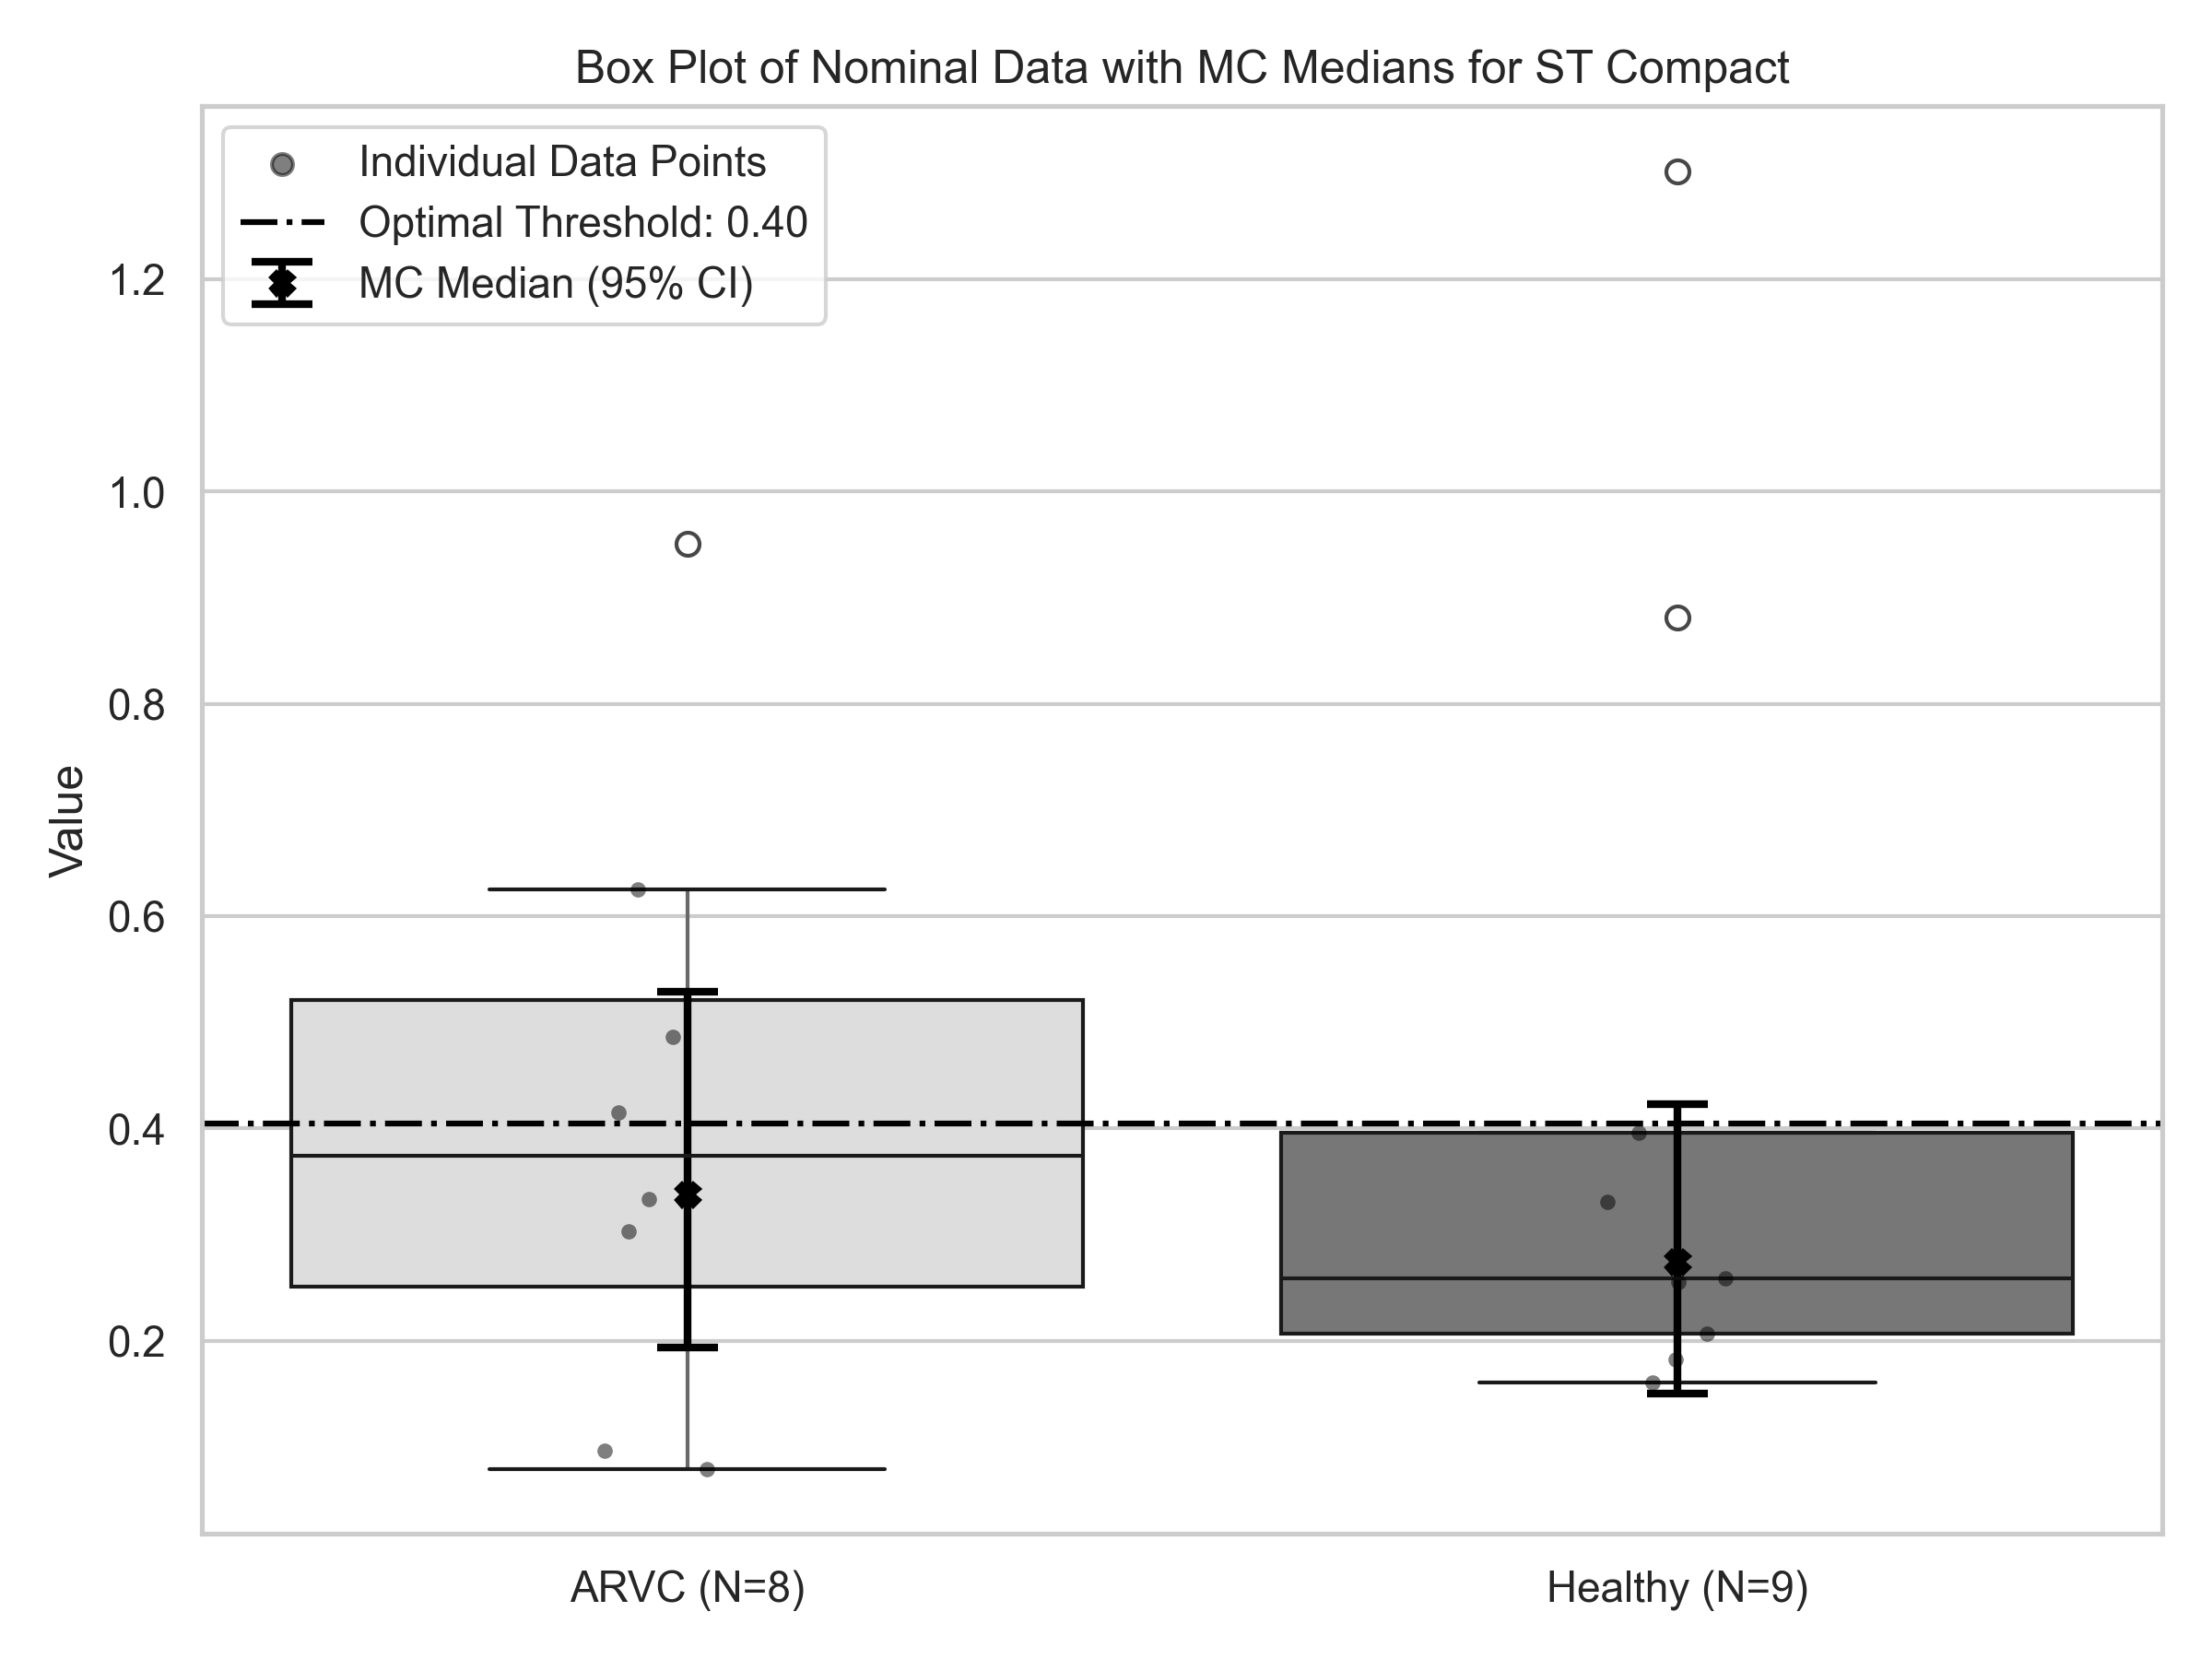 Box Plot of Nominal Data with MC Medians for ST Compact
Individual Data Points
Optimal Threshold: 0.40
MC Median (95% CI)
1.2
1.0
0.8
0.6
0.4
0.2
Value
ARVC (N=8)
Healthy (N=9)